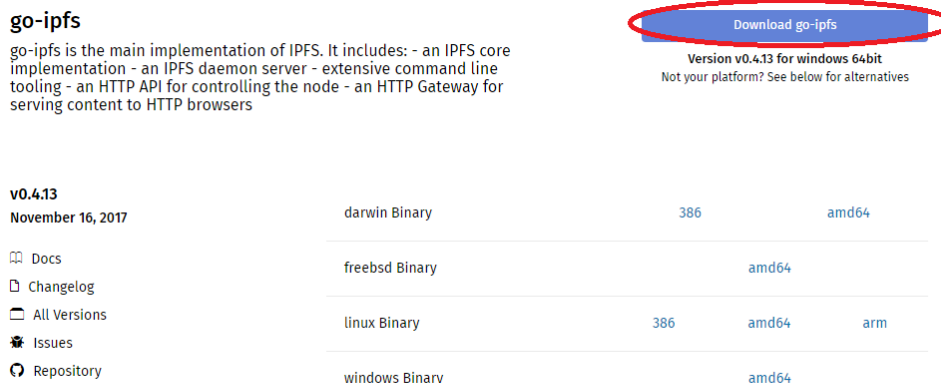 go-ipfs
Download go-ipfs
go-ipfs is the main implementation of IPFS. It includes: - an IPFS core
implementation - an IPFS daemon server - extensive command line
tooling - an HTTP API for controlling the node - an HTTP Gateway for
serving content to HTTP browsers
Version v0.4.13 for windows 64bit
Not your platform? See below for alternatives
v0.4.13
November 16, 2017
Docs
Changelog
All Versions
Issues
Repository
darwin Binary 386 amd64
freebsd Binary amd64
linux Binary 386 amd64 arm
windows Binary amd64